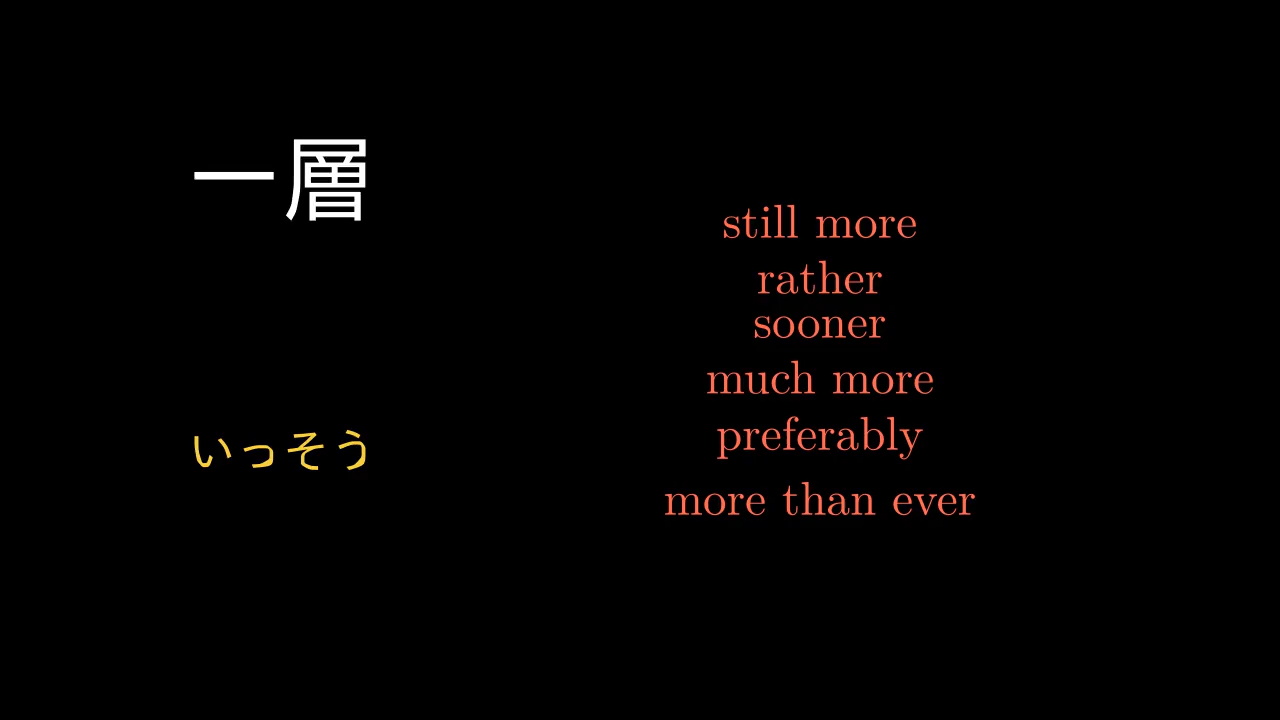 一層
いっそう
still more
rather
sooner
much more
preferably
more than ever